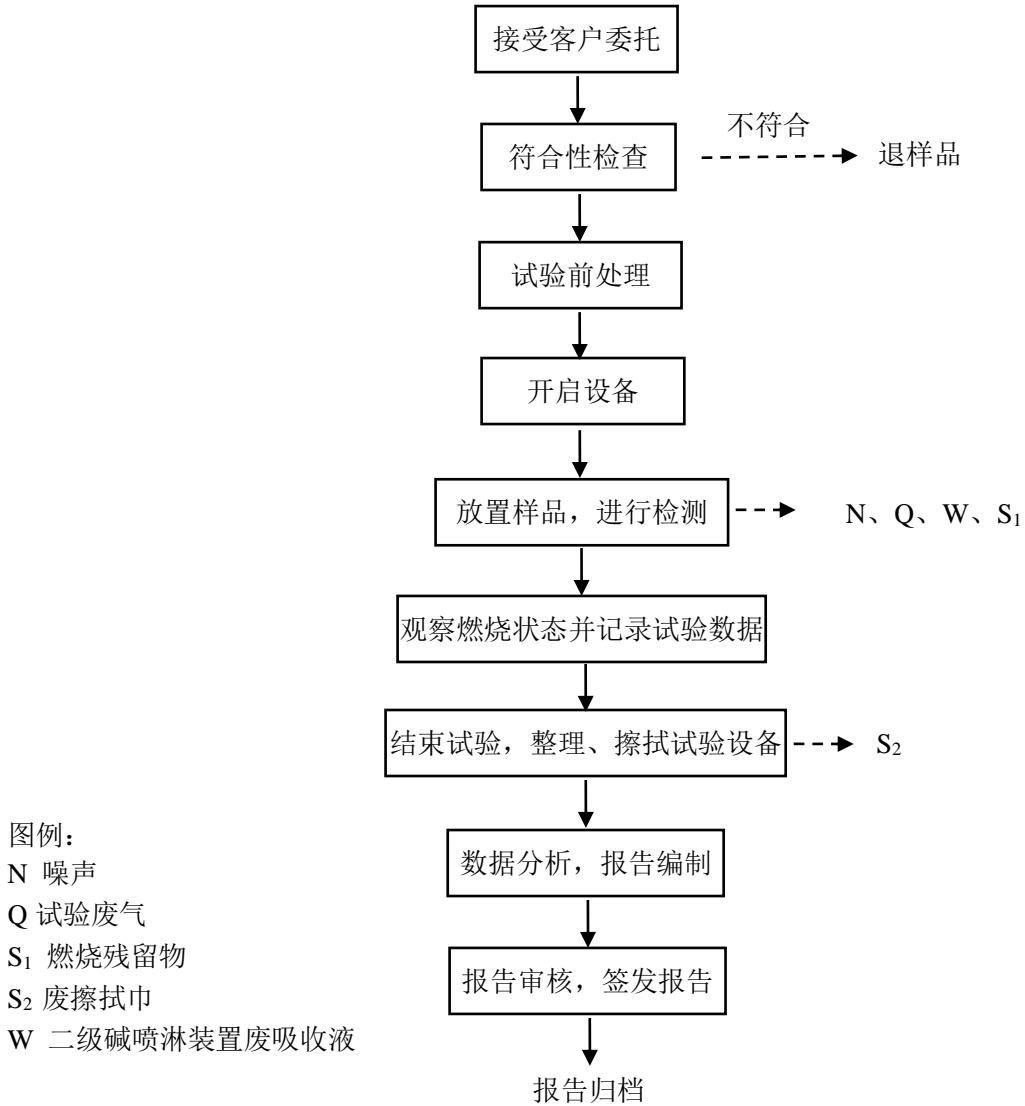 接受客户委托
不符合
符合性检查
退样品
试验前处理
开启设备
放置样品，进行检测
N、Q、W、S₁
观察燃烧状态并记录试验数据
结束试验，整理、擦拭试验设备
S₂
数据分析，报告编制
报告审核，签发报告
报告归档
图例：
N 噪声
Q 试验废气
S₁ 燃烧残留物
S₂ 废擦拭巾
W 二级碱喷淋装置废吸收液